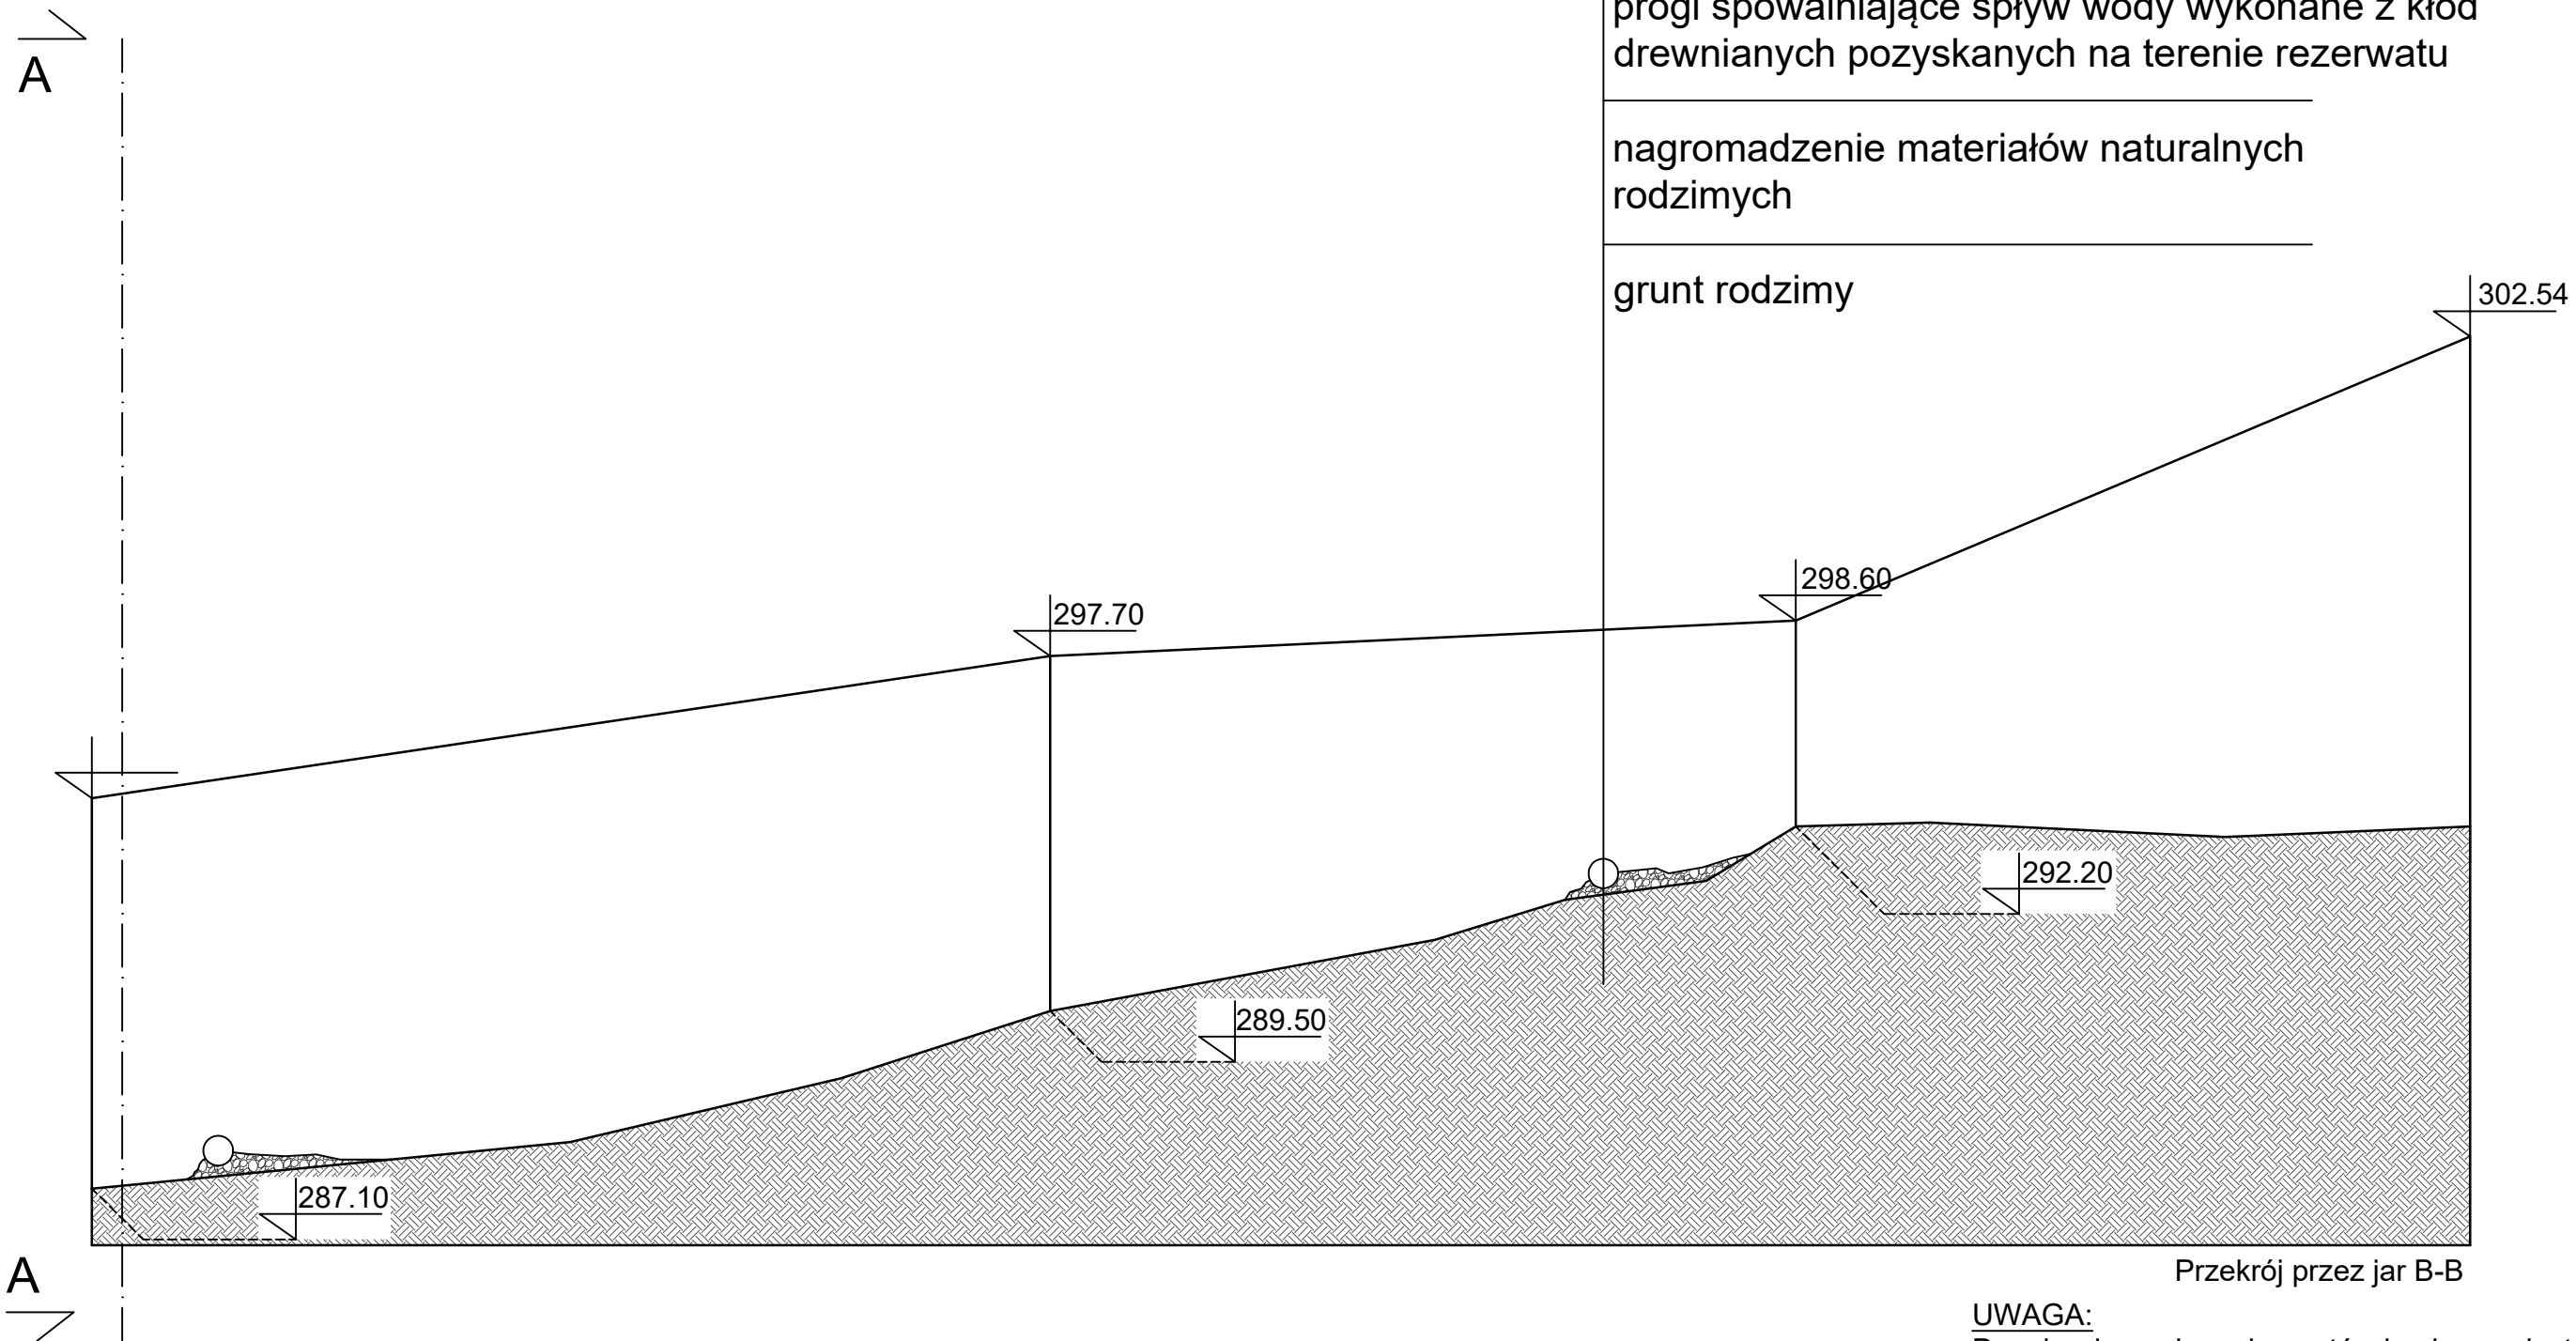 progi spowalniające spływ wody wykonane z kłód
drewnianych pozyskanych na terenie rezerwatu
A
nagromadzenie materiałów naturalnych
rodzimych
grunt rodzimy
302.54
298.60
297.70
292.20
289.50
287.10
A
Przekrój przez jar B-B
UWAGA: